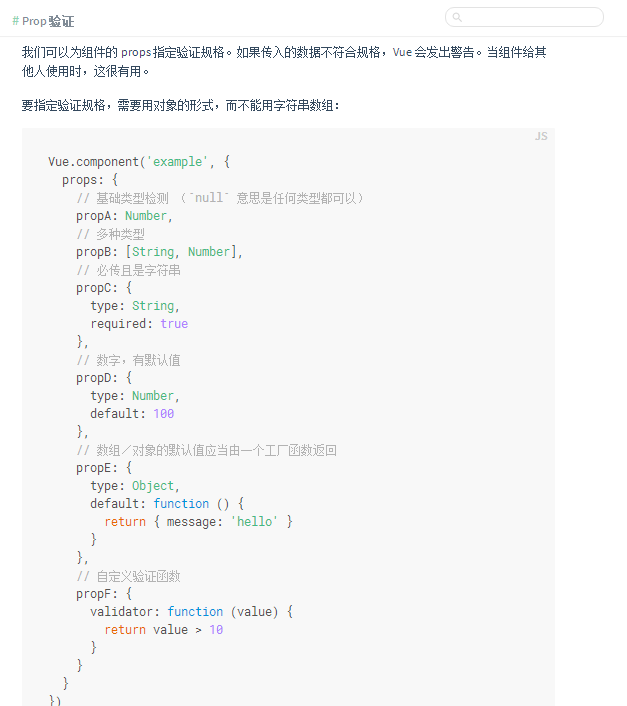 # Prop 验证
我们可以为组件的 props 指定验证规格。如果传入的数据不符合规格，Vue 会发出警告。当组件给其
他人使用时，这很有用。
要指定验证规格，需要用对象的形式，而不能用字符串数组：
JS
Vue.component('example', {
  props: {
    // 基础类型检测 （`null` 意思是任何类型都可以）
    propA: Number,
    // 多种类型
    propB: [String, Number],
    // 必传且是字符串
    propC: {
      type: String,
      required: true
    },
    // 数字，有默认值
    propD: {
      type: Number,
      default: 100
    },
    // 数组／对象的默认值应当由一个工厂函数返回
    propE: {
      type: Object,
      default: function () {
        return { message: 'hello' }
      }
    },
    // 自定义验证函数
    propF: {
      validator: function (value) {
        return value > 10
      }
    }
  }
})